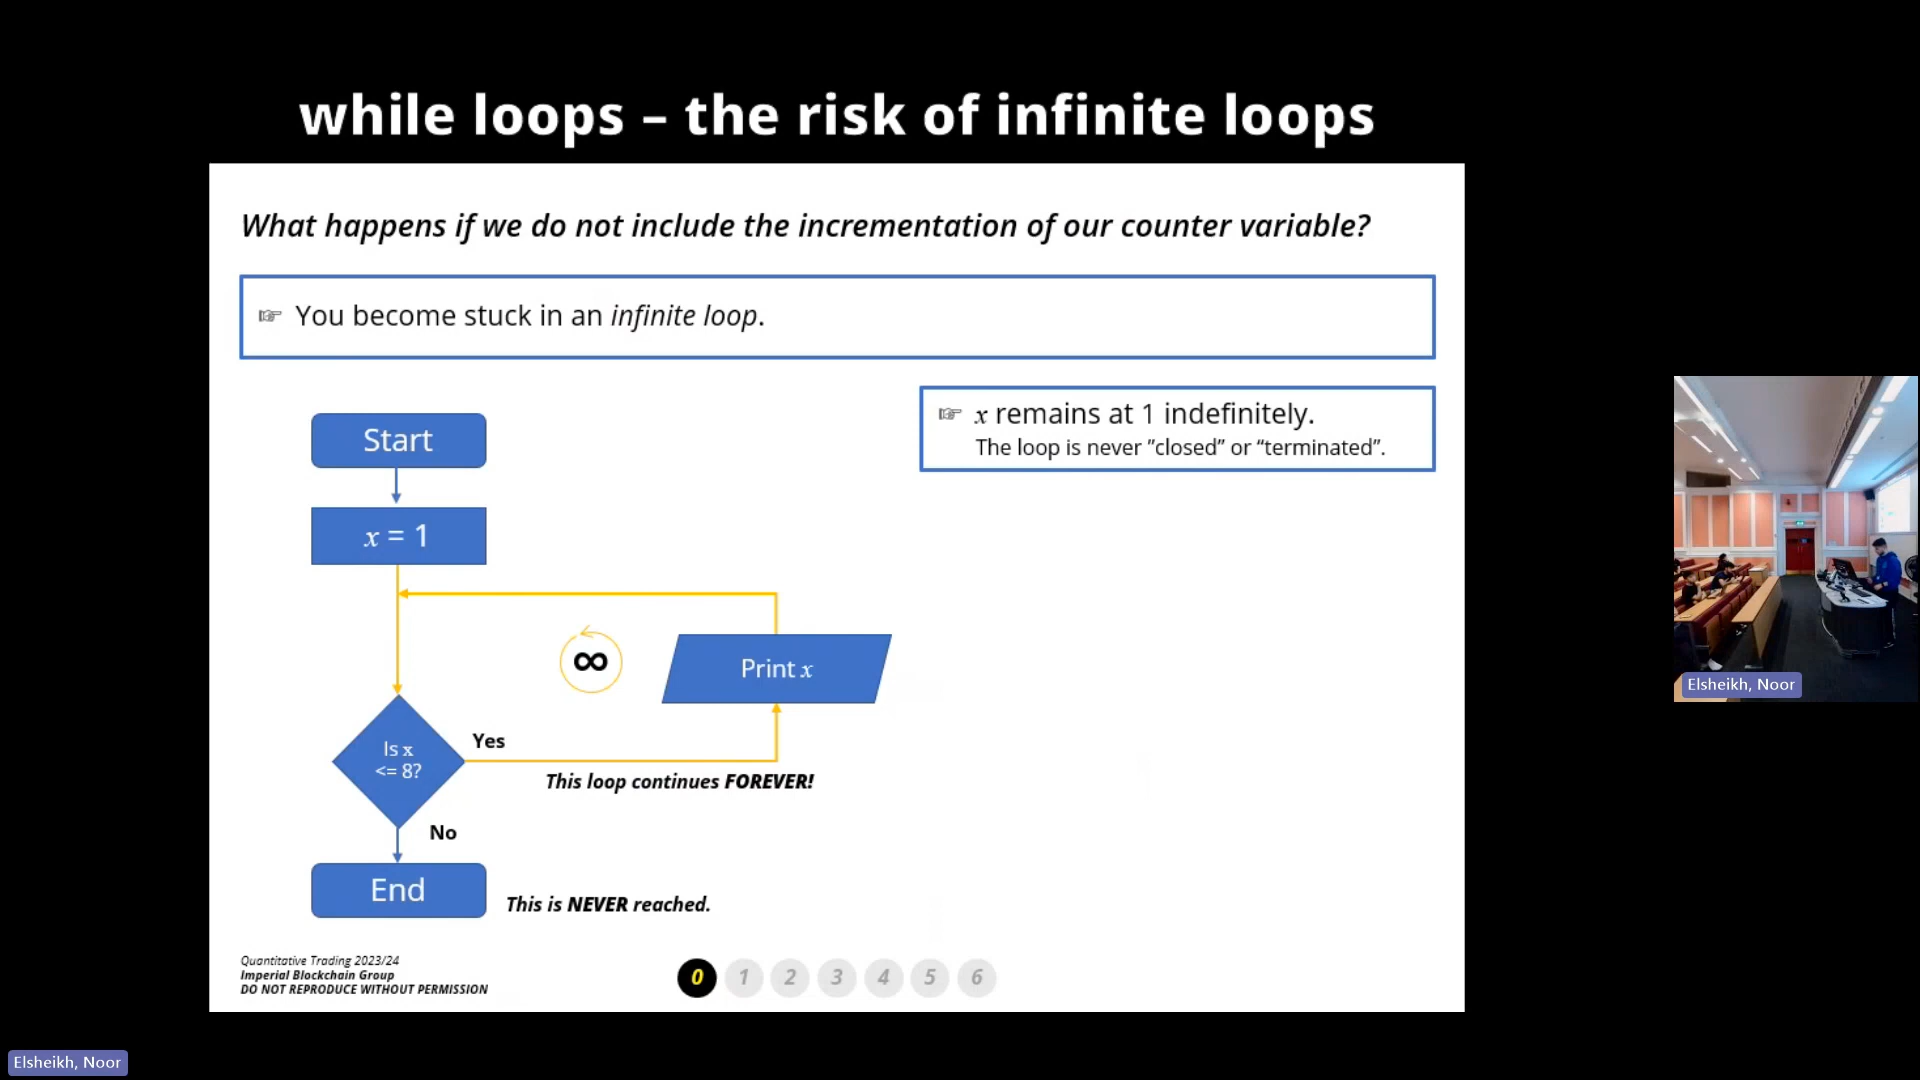 while loops – the risk of infinite loops
What happens if we do not include the incrementation of our counter variable?
☞ You become stuck in an infinite loop.
☞ x remains at 1 indefinitely.
The loop is never ”closed” or “terminated”.
Start
x = 1
∞
Print x
Is x
<= 8?
Yes
This loop continues FOREVER!
No
End
This is NEVER reached.
Quantitative Trading 2023/24
Imperial Blockchain Group
DO NOT REPRODUCE WITHOUT PERMISSION
0 1 2 3 4 5 6
Elsheikh, Noor
Elsheikh, Noor